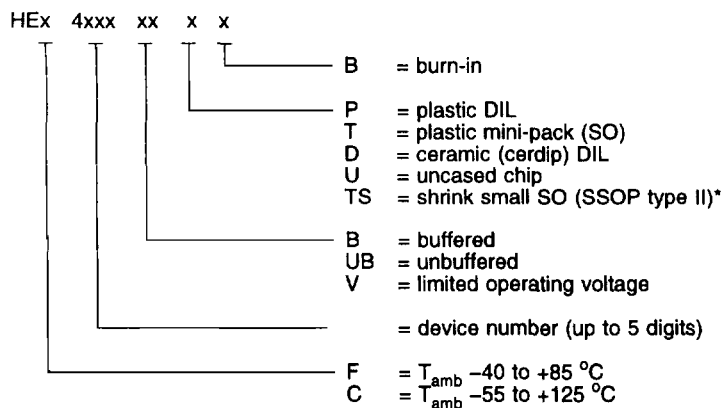 HEx 4xxx xx x x
B = burn-in
P = plastic DIL
T = plastic mini-pack (SO)
D = ceramic (cerdip) DIL
U = uncased chip
TS = shrink small SO (SSOP type II)*
B = buffered
UB = unbuffered
V = limited operating voltage
= device number (up to 5 digits)
F = Tamb –40 to +85 °C
C = Tamb –55 to +125 °C